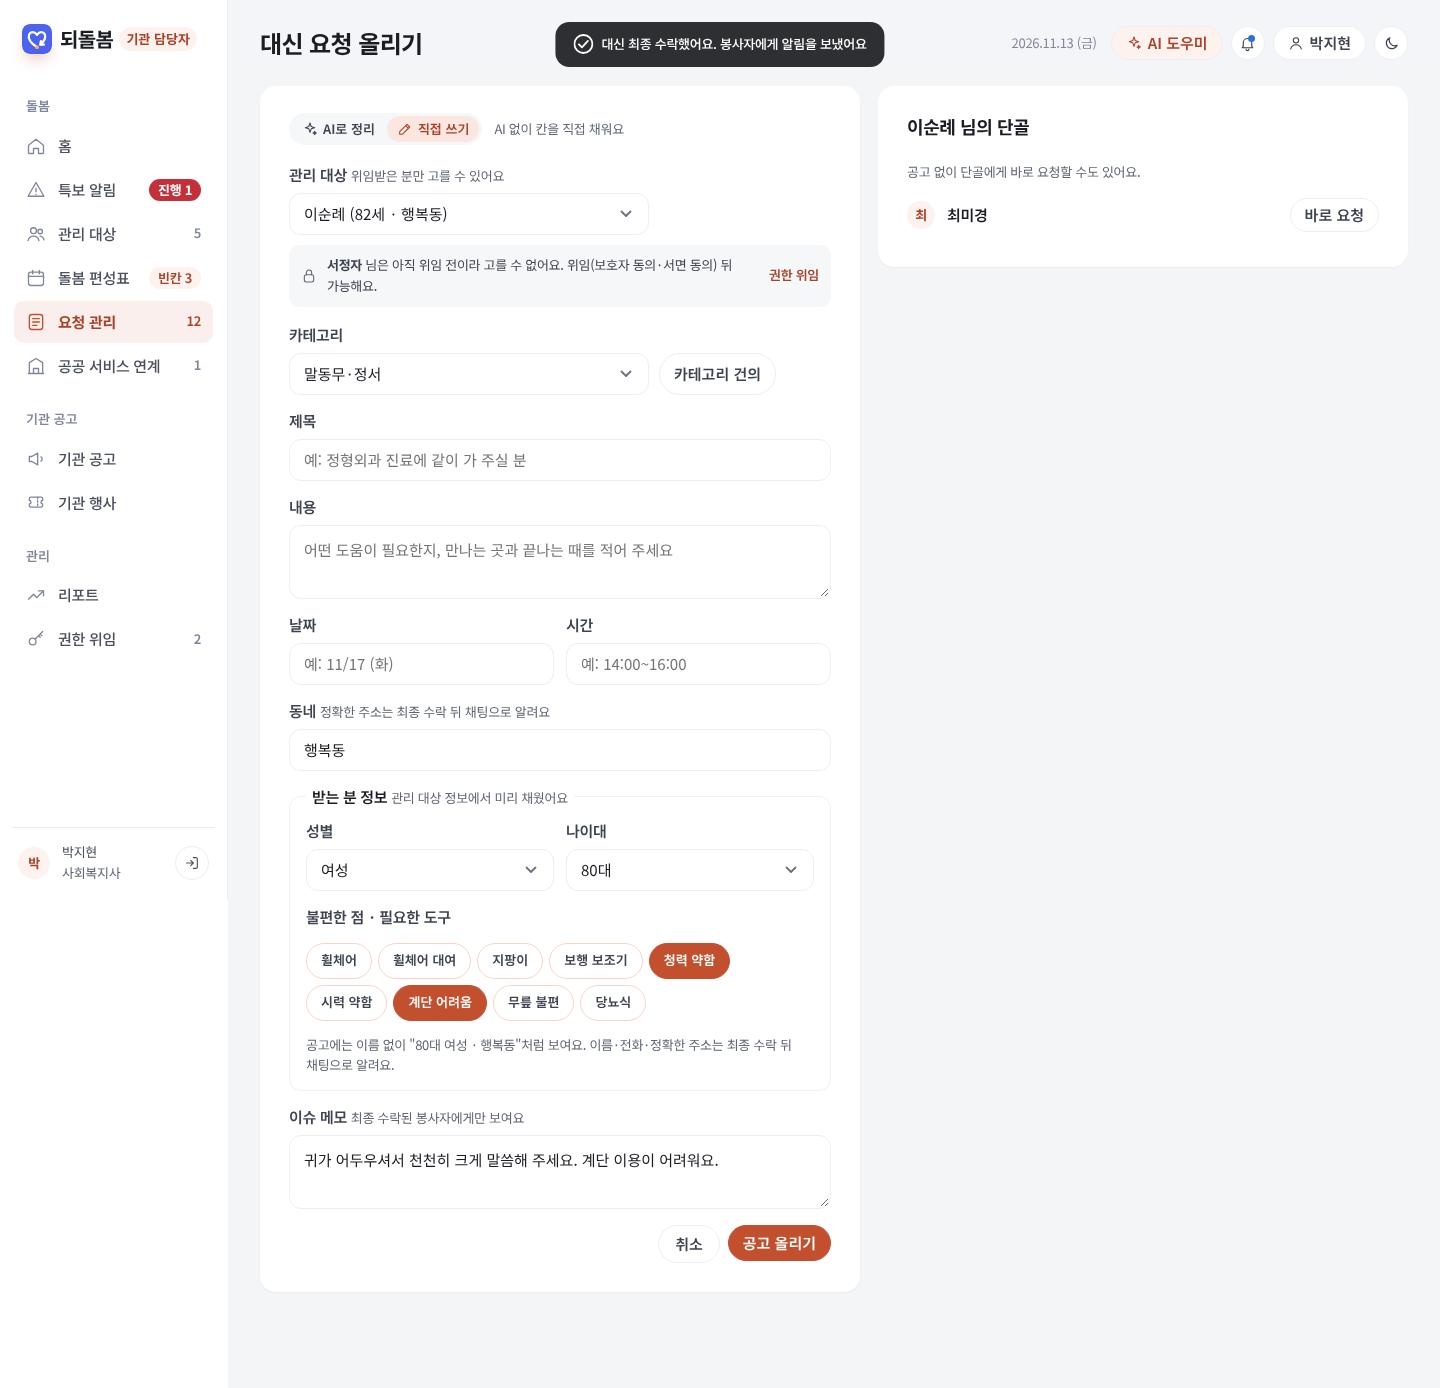 되돌봄 기관 담당자
돌봄
홈
특보 알림 진행 1
관리 대상 5
돌봄 편성표 빈칸 3
요청 관리 12
공공 서비스 연계 1
기관 공고
기관 공고
기관 행사
관리
리포트
권한 위임 2
박 박지현
사회복지사
대신 요청 올리기
대신 최종 수락했어요. 봉사자에게 알림을 보냈어요
2026.11.13 (금)
AI 도우미
박지현
AI로 정리 직접 쓰기 AI 없이 칸을 직접 채워요
관리 대상 위임받은 분만 고를 수 있어요
이순례 (82세 · 행복동)
서정자 님은 아직 위임 전이라 고를 수 없어요. 위임(보호자 동의·서면 동의) 뒤
가능해요.
권한 위임
카테고리
말동무·정서
카테고리 건의
제목
예: 정형외과 진료에 같이 가 주실 분
내용
어떤 도움이 필요한지, 만나는 곳과 끝나는 때를 적어 주세요
날짜 시간
예: 11/17 (화) 예: 14:00~16:00
동네 정확한 주소는 최종 수락 뒤 채팅으로 알려요
행복동
받는 분 정보 관리 대상 정보에서 미리 채웠어요
성별 나이대
여성 80대
불편한 점 · 필요한 도구
휠체어 휠체어 대여 지팡이 보행 보조기 청력 약함
시력 약함 계단 어려움 무릎 불편 당뇨식
공고에는 이름 없이 "80대 여성 · 행복동"처럼 보여요. 이름·전화·정확한 주소는 최종 수락 뒤
채팅으로 알려요.
이슈 메모 최종 수락된 봉사자에게만 보여요
귀가 어두우셔서 천천히 크게 말씀해 주세요. 계단 이용이 어려워요.
취소 공고 올리기
이순례 님의 단골
공고 없이 단골에게 바로 요청할 수도 있어요.
최 최미경 바로 요청